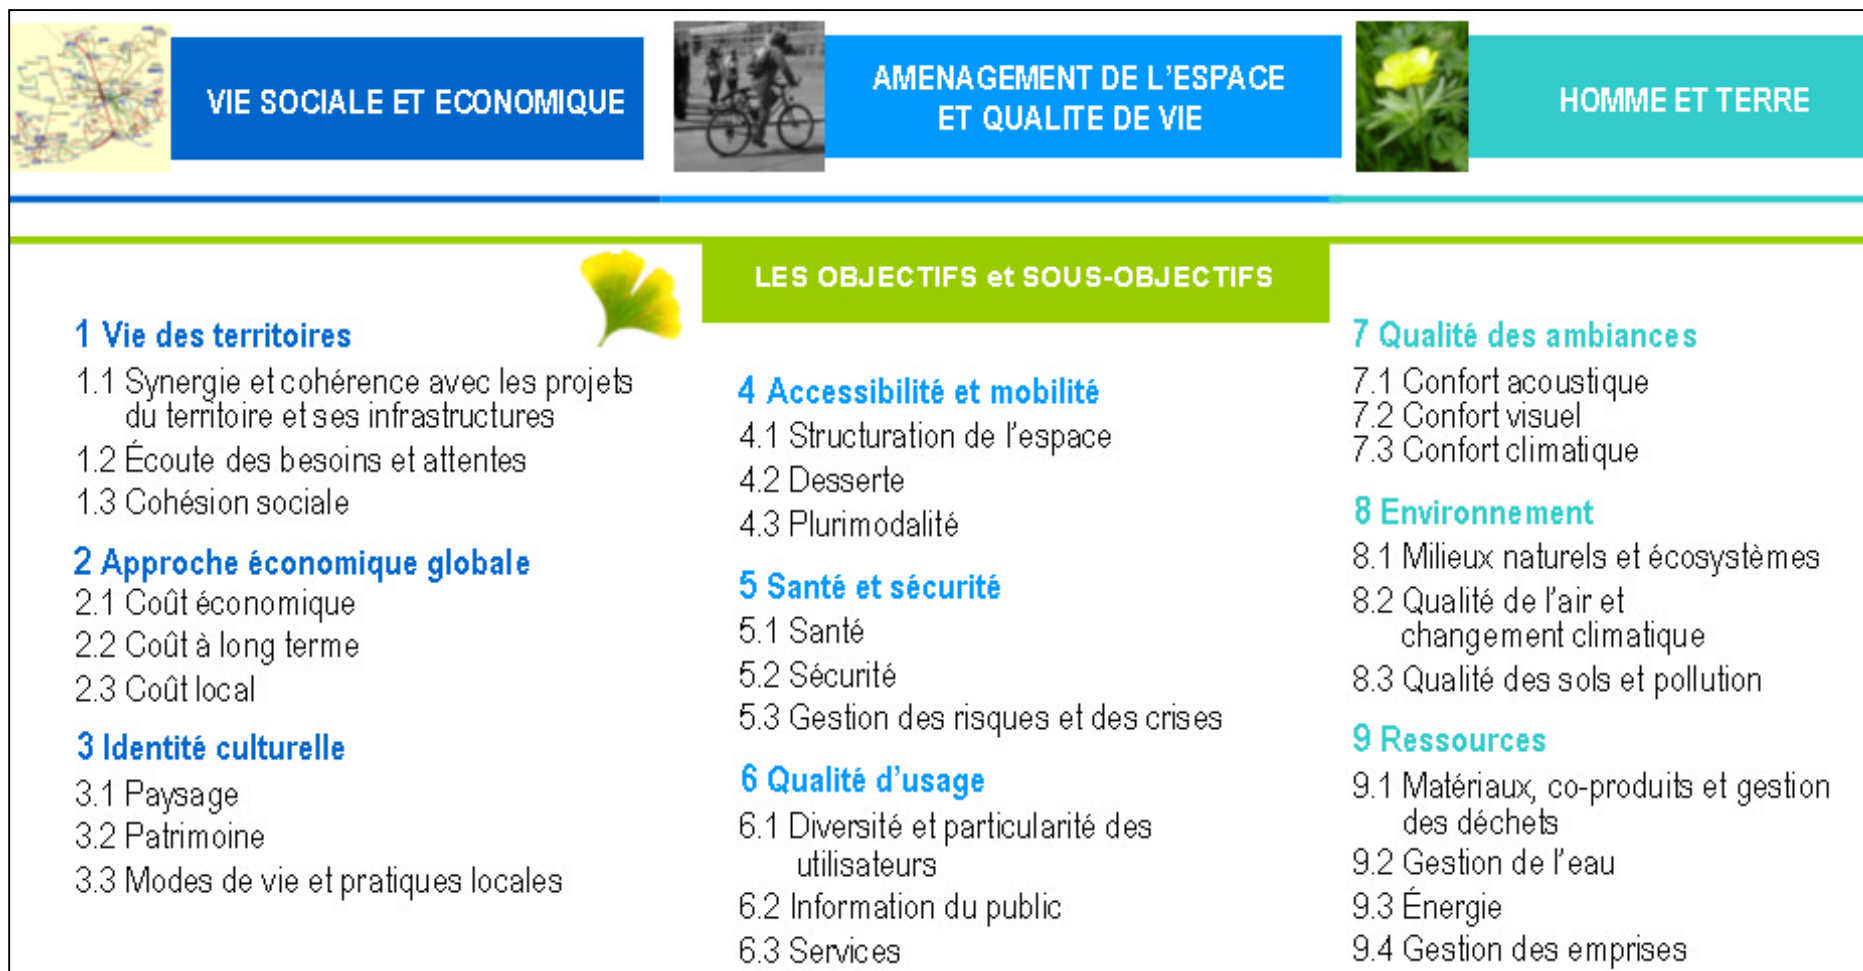 VIE SOCIALE ET ECONOMIQUE
AMENAGEMENT DE L'ESPACE
ET QUALITE DE VIE
HOMME ET TERRE
LES OBJECTIFS et SOUS-OBJECTIFS
1 Vie des territoires
1.1 Synergie et cohérence avec les projets
du territoire et ses infrastructures
1.2 Écoute des besoins et attentes
1.3 Cohésion sociale
2 Approche économique globale
2.1 Coût économique
2.2 Coût à long terme
2.3 Coût local
3 Identité culturelle
3.1 Paysage
3.2 Patrimoine
3.3 Modes de vie et pratiques locales
4 Accessibilité et mobilité
4.1 Structuration de l'espace
4.2 Desserte
4.3 Plurimodalité
5 Santé et sécurité
5.1 Santé
5.2 Sécurité
5.3 Gestion des risques et des crises
6 Qualité d'usage
6.1 Diversité et particularité des
utilisateurs
6.2 Information du public
6.3 Services
7 Qualité des ambiances
7.1 Confort acoustique
7.2 Confort visuel
7.3 Confort climatique
8 Environnement
8.1 Milieux naturels et écosystèmes
8.2 Qualité de l'air et
changement climatique
8.3 Qualité des sols et pollution
9 Ressources
9.1 Matériaux, co-produits et gestion
des déchets
9.2 Gestion de l'eau
9.3 Énergie
9.4 Gestion des emprises